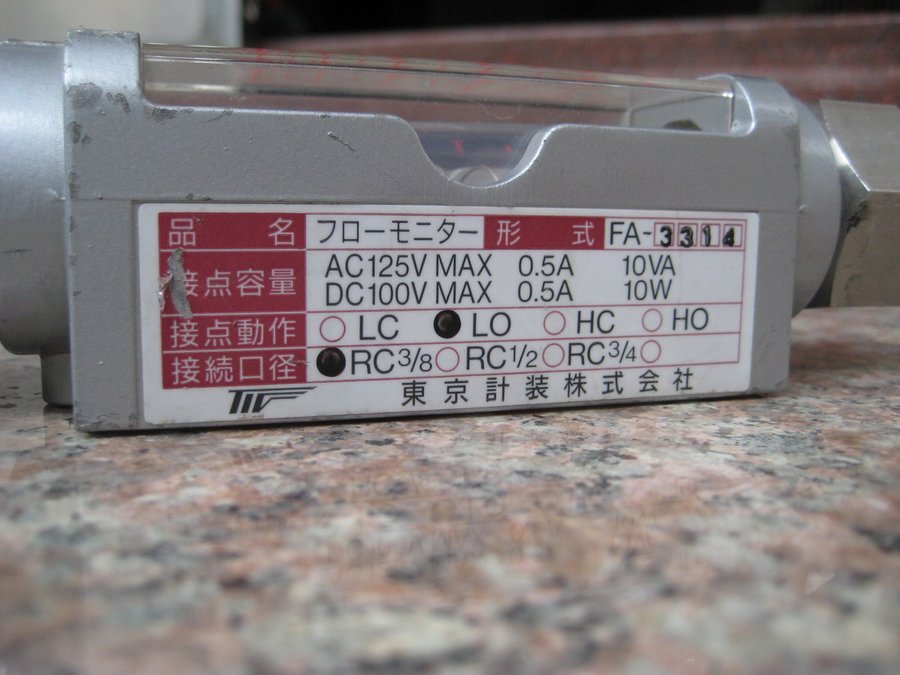 品名 フローモニター 形式 FA-3314
接点容量 AC125V MAX 0.5A 10VA
DC100V MAX 0.5A 10W
接点動作 ○ LC ● LO ○ HC ○ HO
接続口径 ● RC3/8 ○ RC1/2 ○ RC3/4 ○
東京計装株式会社